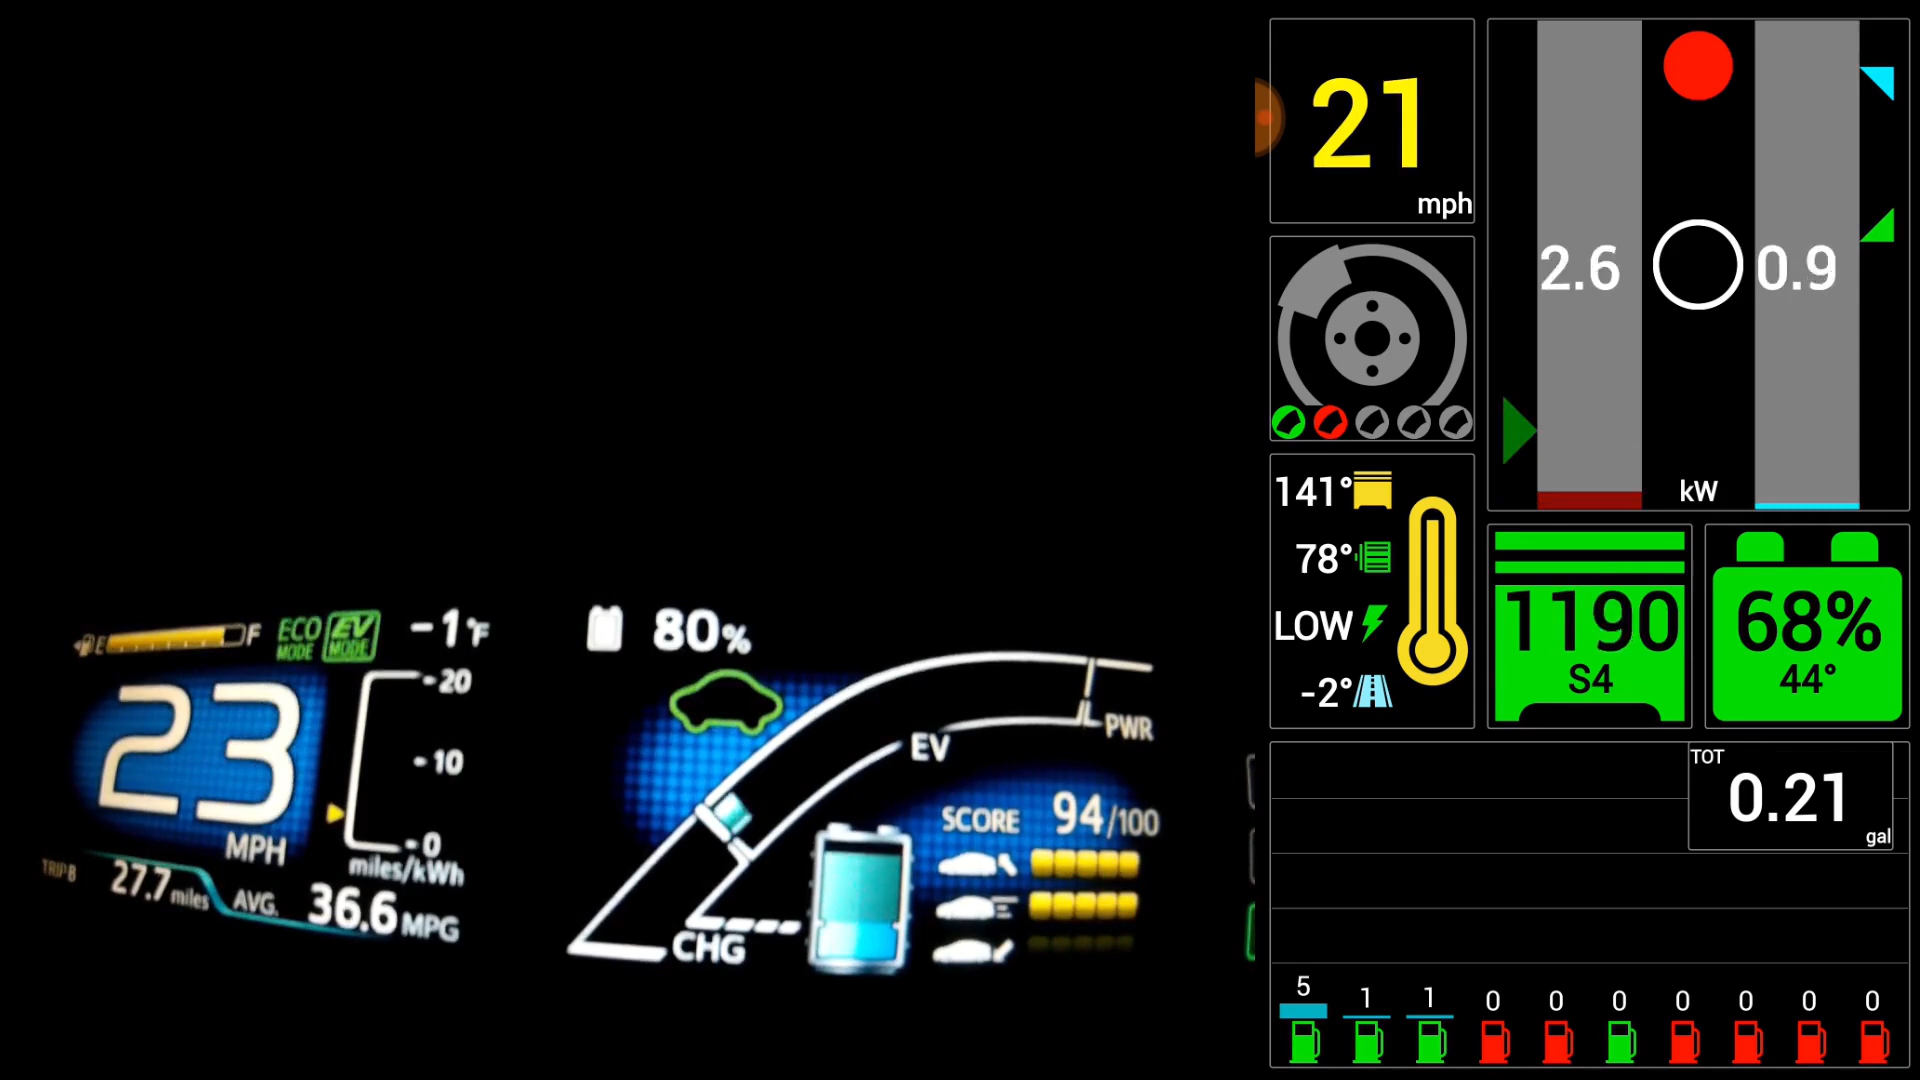 E F ECO MODE EV MODE -1°F
23
MPH
20
10
0
miles/kWh
TRIP B 27.7 miles AVG. 36.6 MPG
80%
EV
PWR
CHG
SCORE 94/100
21
mph
2.6 0.9
kW
141°
78°
LOW
-2°
1190
S4
68%
44°
TOT
0.21
gal
5 1 1 0 0 0 0 0 0 0